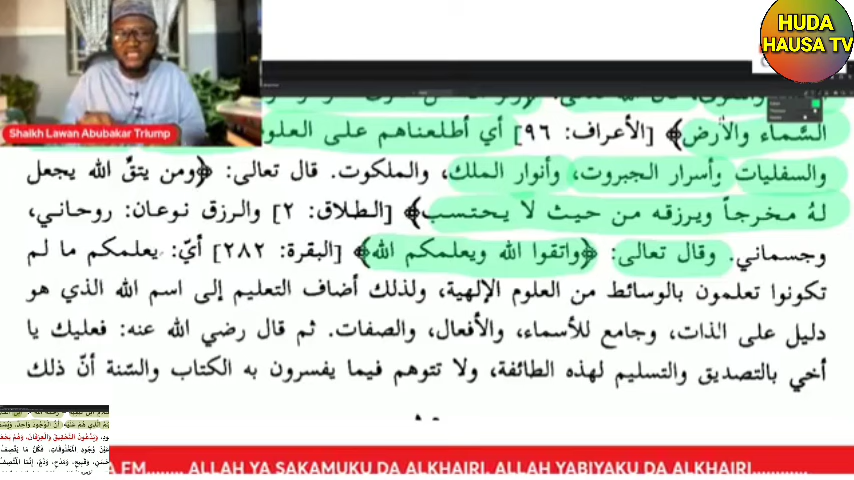 HUDA
HAUSA TV
Shaikh Lawan Abubakar Triump
السَّماء والأرض﴾ [الأعراف: ٩٦] أي أطلعناهم على العلو
والسفليات وأسرار الجبروت، وأنوار الملك، والملكوت. قال تعالى: ﴿ومن يتقِّ الله يجعل
لهُ مخرجاً ويرزقه من حيث لا يحتسب﴾ [الطلاق: ٢] والرزق نوعان: روحاني،
وجسماني. وقال تعالى: ﴿واتقوا الله ويعلمكم الله﴾ [البقرة: ٢٨٢] أيّ: يعلمكم ما لم
تكونوا تعلمون بالوسائط من العلوم الإلهية، ولذلك أضاف التعليم إلى اسم الله الذي هو
دليل على الذات، وجامع للأسماء، والأفعال، والصفات. ثم قال رضي الله عنه: فعليك يا
أخي بالتصديق والتسليم لهذه الطائفة، ولا تتوهم فيما يفسرون به الكتاب والسّنة أنّ ذلك
A FM........ ALLAH YA SAKAMUKU DA ALKHAIRI, ALLAH YABIYAKU DA ALKHAIRI............